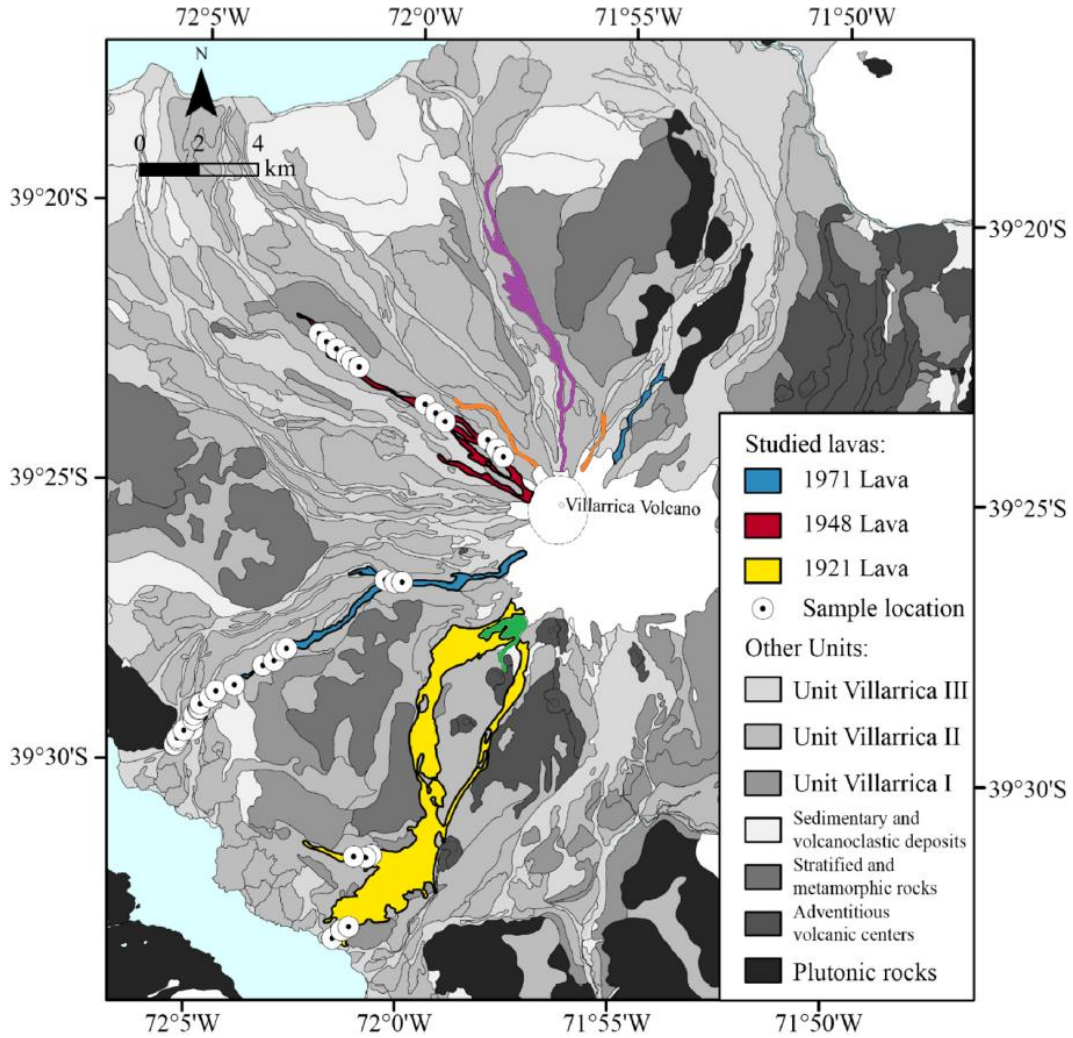 72°5'W 72°0'W 71°55'W 71°50'W
N
0 2 4
km
39°20'S
39°20'S
39°25'S
39°25'S
Villarrica Volcano
39°30'S
39°30'S
Studied lavas:
1971 Lava
1948 Lava
1921 Lava
Sample location
Other Units:
Unit Villarrica III
Unit Villarrica II
Unit Villarrica I
Sedimentary and
volcanoclastic deposits
Stratified and
metamorphic rocks
Adventitious
volcanic centers
Plutonic rocks
72°5'W 72°0'W 71°55'W 71°50'W